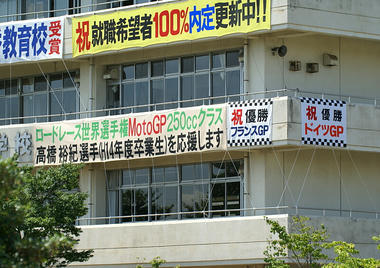 教育校
受賞
祝 就職希望者100%内定更新中!!
ロードレース世界選手権MotoGP250ccクラス
高橋 裕紀選手(H14年度卒業生)を応援します
祝 優勝
フランスGP
祝 優勝
ドイツGP
学校